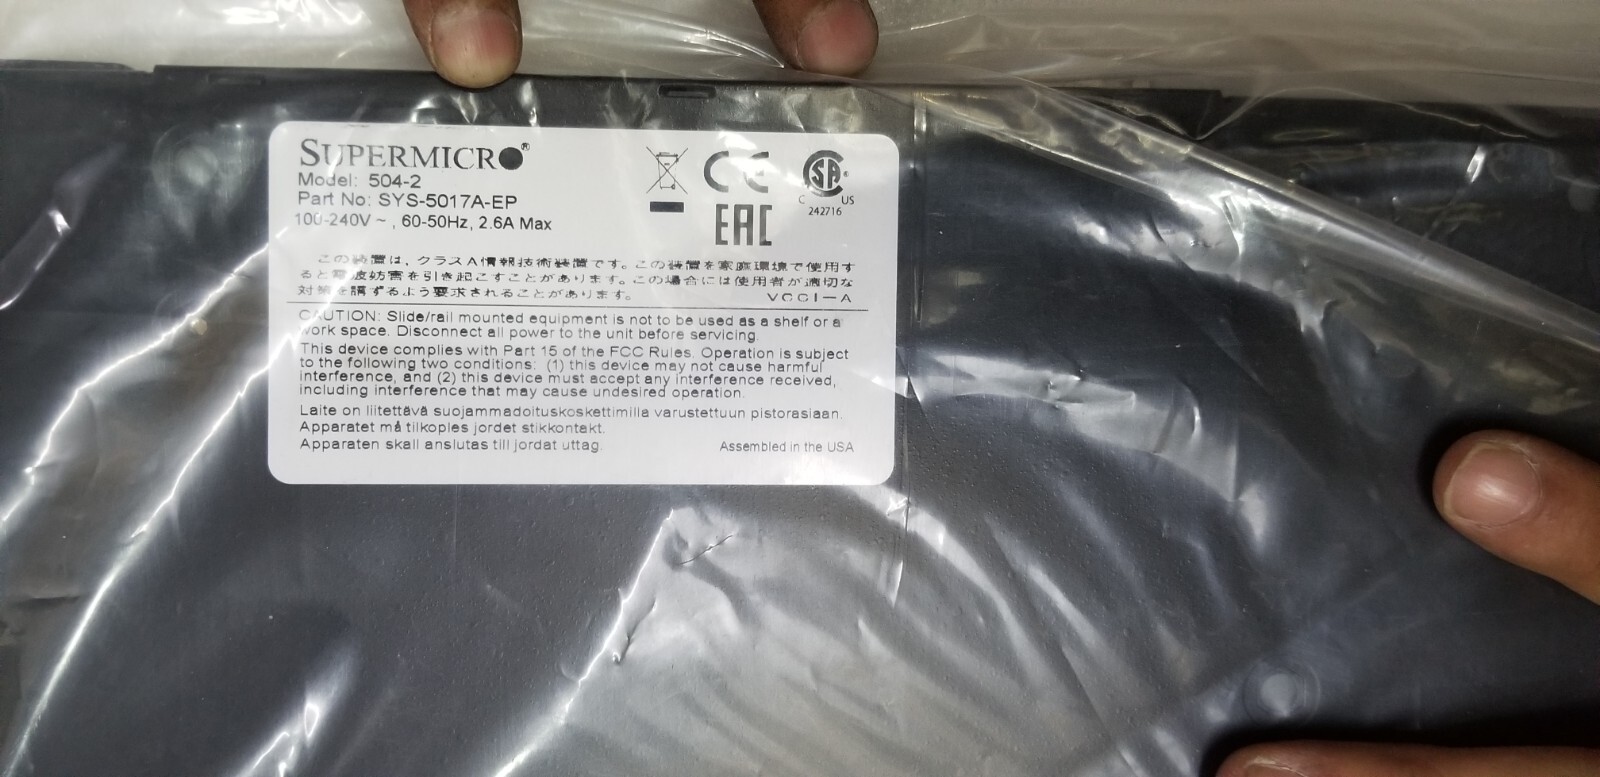 SUPERMICR●®
Model: 504-2
Part No: SYS-5017A-EP
100-240V ~ , 60-50Hz, 2.6A Max
CE
EAC
SA®
C US
242716
この装置は、クラスA情報技術装置です。この装置を家庭環境で使用す
ると電波妨害を引き起こすことがあります。この場合には使用者が適切な
対策を講ずるよう要求されることがあります。 VCCI-A
CAUTION: Slide/rail mounted equipment is not to be used as a shelf or a
work space. Disconnect all power to the unit before servicing.
This device complies with Part 15 of the FCC Rules. Operation is subject
to the following two conditions: (1) this device may not cause harmful
interference, and (2) this device must accept any interference received,
including interference that may cause undesired operation.
Laite on liitettävä suojammadoituskoskettimilla varustettuun pistorasiaan.
Apparatet må tilkoples jordet stikkontakt.
Apparaten skall anslutas till jordat uttag. Assembled in the USA